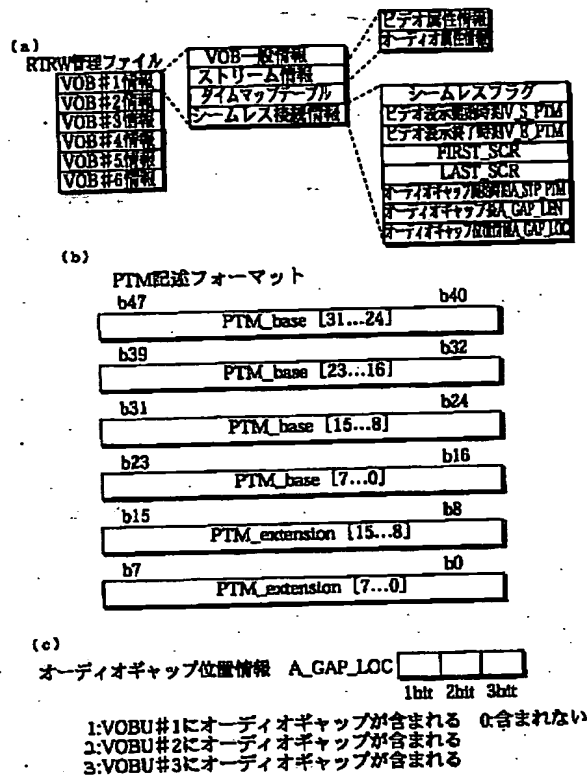 (a)
RTRW管理ファイル
VOB#1情報
VOB#2情報
VOB#3情報
VOB#4情報
VOB#5情報
VOB#6情報
VOB一般情報
ストリーム情報
タイムマップテーブル
シームレス接続情報
ビデオ属性情報
オーディオ属性情報
シームレスフラグ
ビデオ表示開始時刻V_S_PTM
ビデオ表示終了時刻V_E_PTM
FIRST_SCR
LAST_SCR
オーディオギャップ開始時刻A_STP_PTM
オーディオギャップ長A_GAP_LEN
オーディオギャップ位置情報A_GAP_LOC
(b)
PTM記述フォーマット
b47 b40
PTM_base [31...24]
b39 b32
PTM_base [23...16]
b31 b24
PTM_base [15...8]
b23 b16
PTM_base [7...0]
b15 b8
PTM_extension [15...8]
b7 b0
PTM_extension [7...0]
(c)
オーディオギャップ位置情報 A_GAP_LOC
1bit 2bit 3bit
1:VOBU#1にオーディオギャップが含まれる 0:含まれない
2:VOBU#2にオーディオギャップが含まれる
3:VOBU#3にオーディオギャップが含まれる